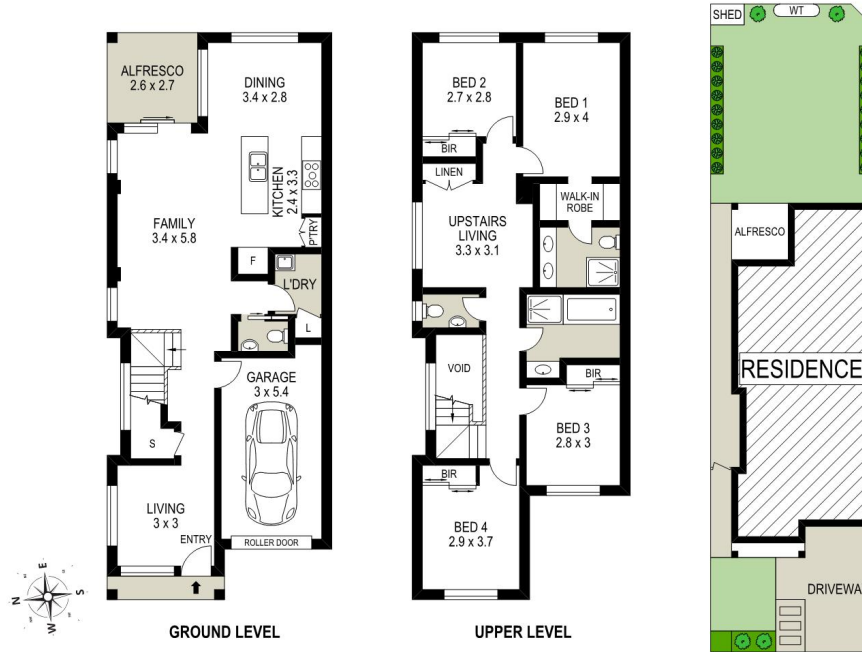 ALFRESCO
2.6 x 2.7
DINING
3.4 x 2.8
KITCHEN
2.4 x 3.3
P'TRY
FAMILY
3.4 x 5.8
F
L'DRY
L
GARAGE
3 x 5.4
S
LIVING
3 x 3
ENTRY
ROLLER DOOR
N
E
S
W
GROUND LEVEL
BED 2
2.7 x 2.8
BED 1
2.9 x 4
BIR
LINEN
WALK-IN
ROBE
UPSTAIRS
LIVING
3.3 x 3.1
VOID
BIR
BED 3
2.8 x 3
BIR
BED 4
2.9 x 3.7
UPPER LEVEL
SHED
WT
ALFRESCO
RESIDENCE
DRIVEWA